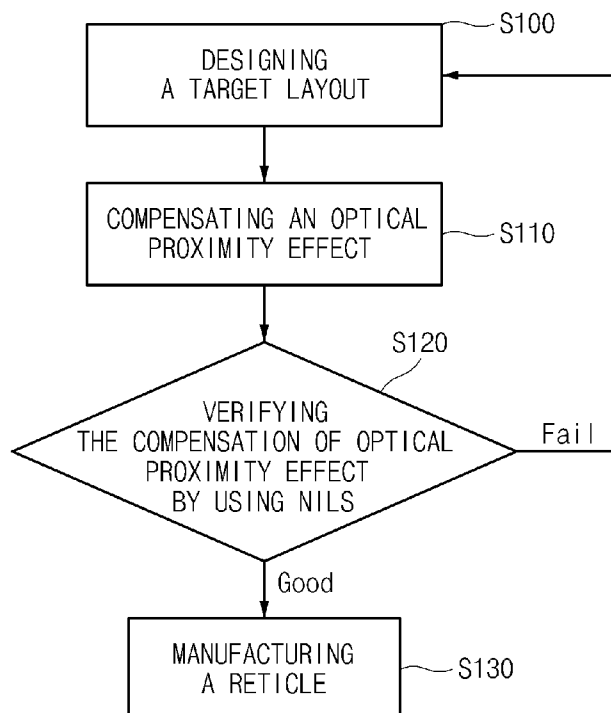 S100
DESIGNING
A TARGET LAYOUT
COMPENSATING AN OPTICAL
PROXIMITY EFFECT
S110
S120
VERIFYING
THE COMPENSATION OF OPTICAL
PROXIMITY EFFECT
BY USING NILS
Fail
Good
MANUFACTURING
A RETICLE
S130